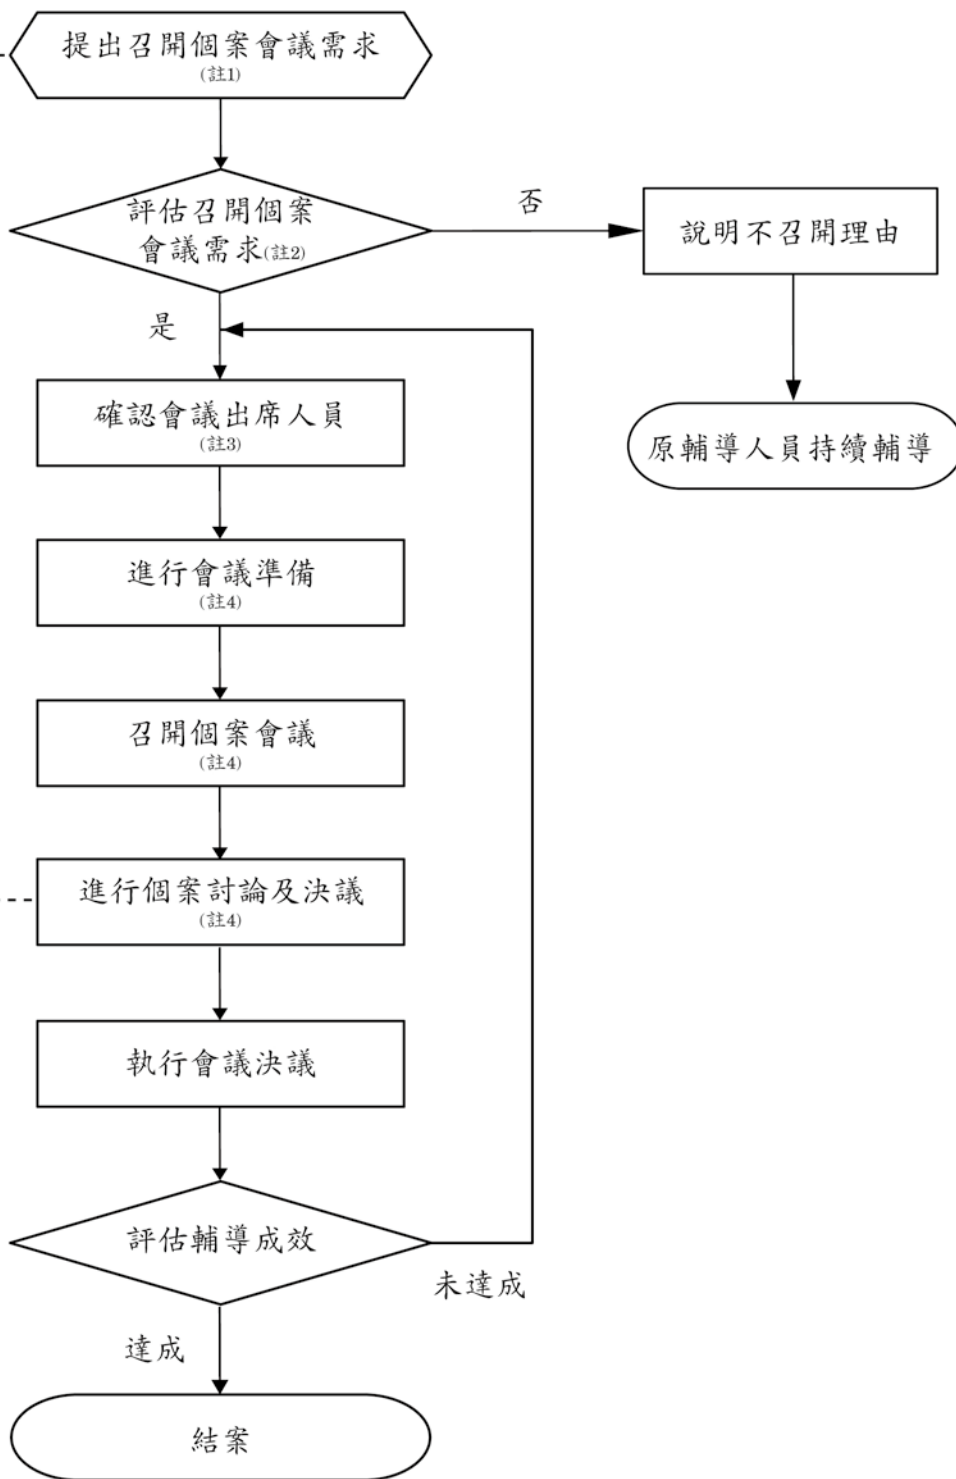 提出召開個案會議需求
(註1)
評估召開個案
會議需求(註2)
否
說明不召開理由
是
確認會議出席人員
(註3)
原輔導人員持續輔導
進行會議準備
(註4)
召開個案會議
(註4)
進行個案討論及決議
(註4)
執行會議決議
評估輔導成效
未達成
達成
結案